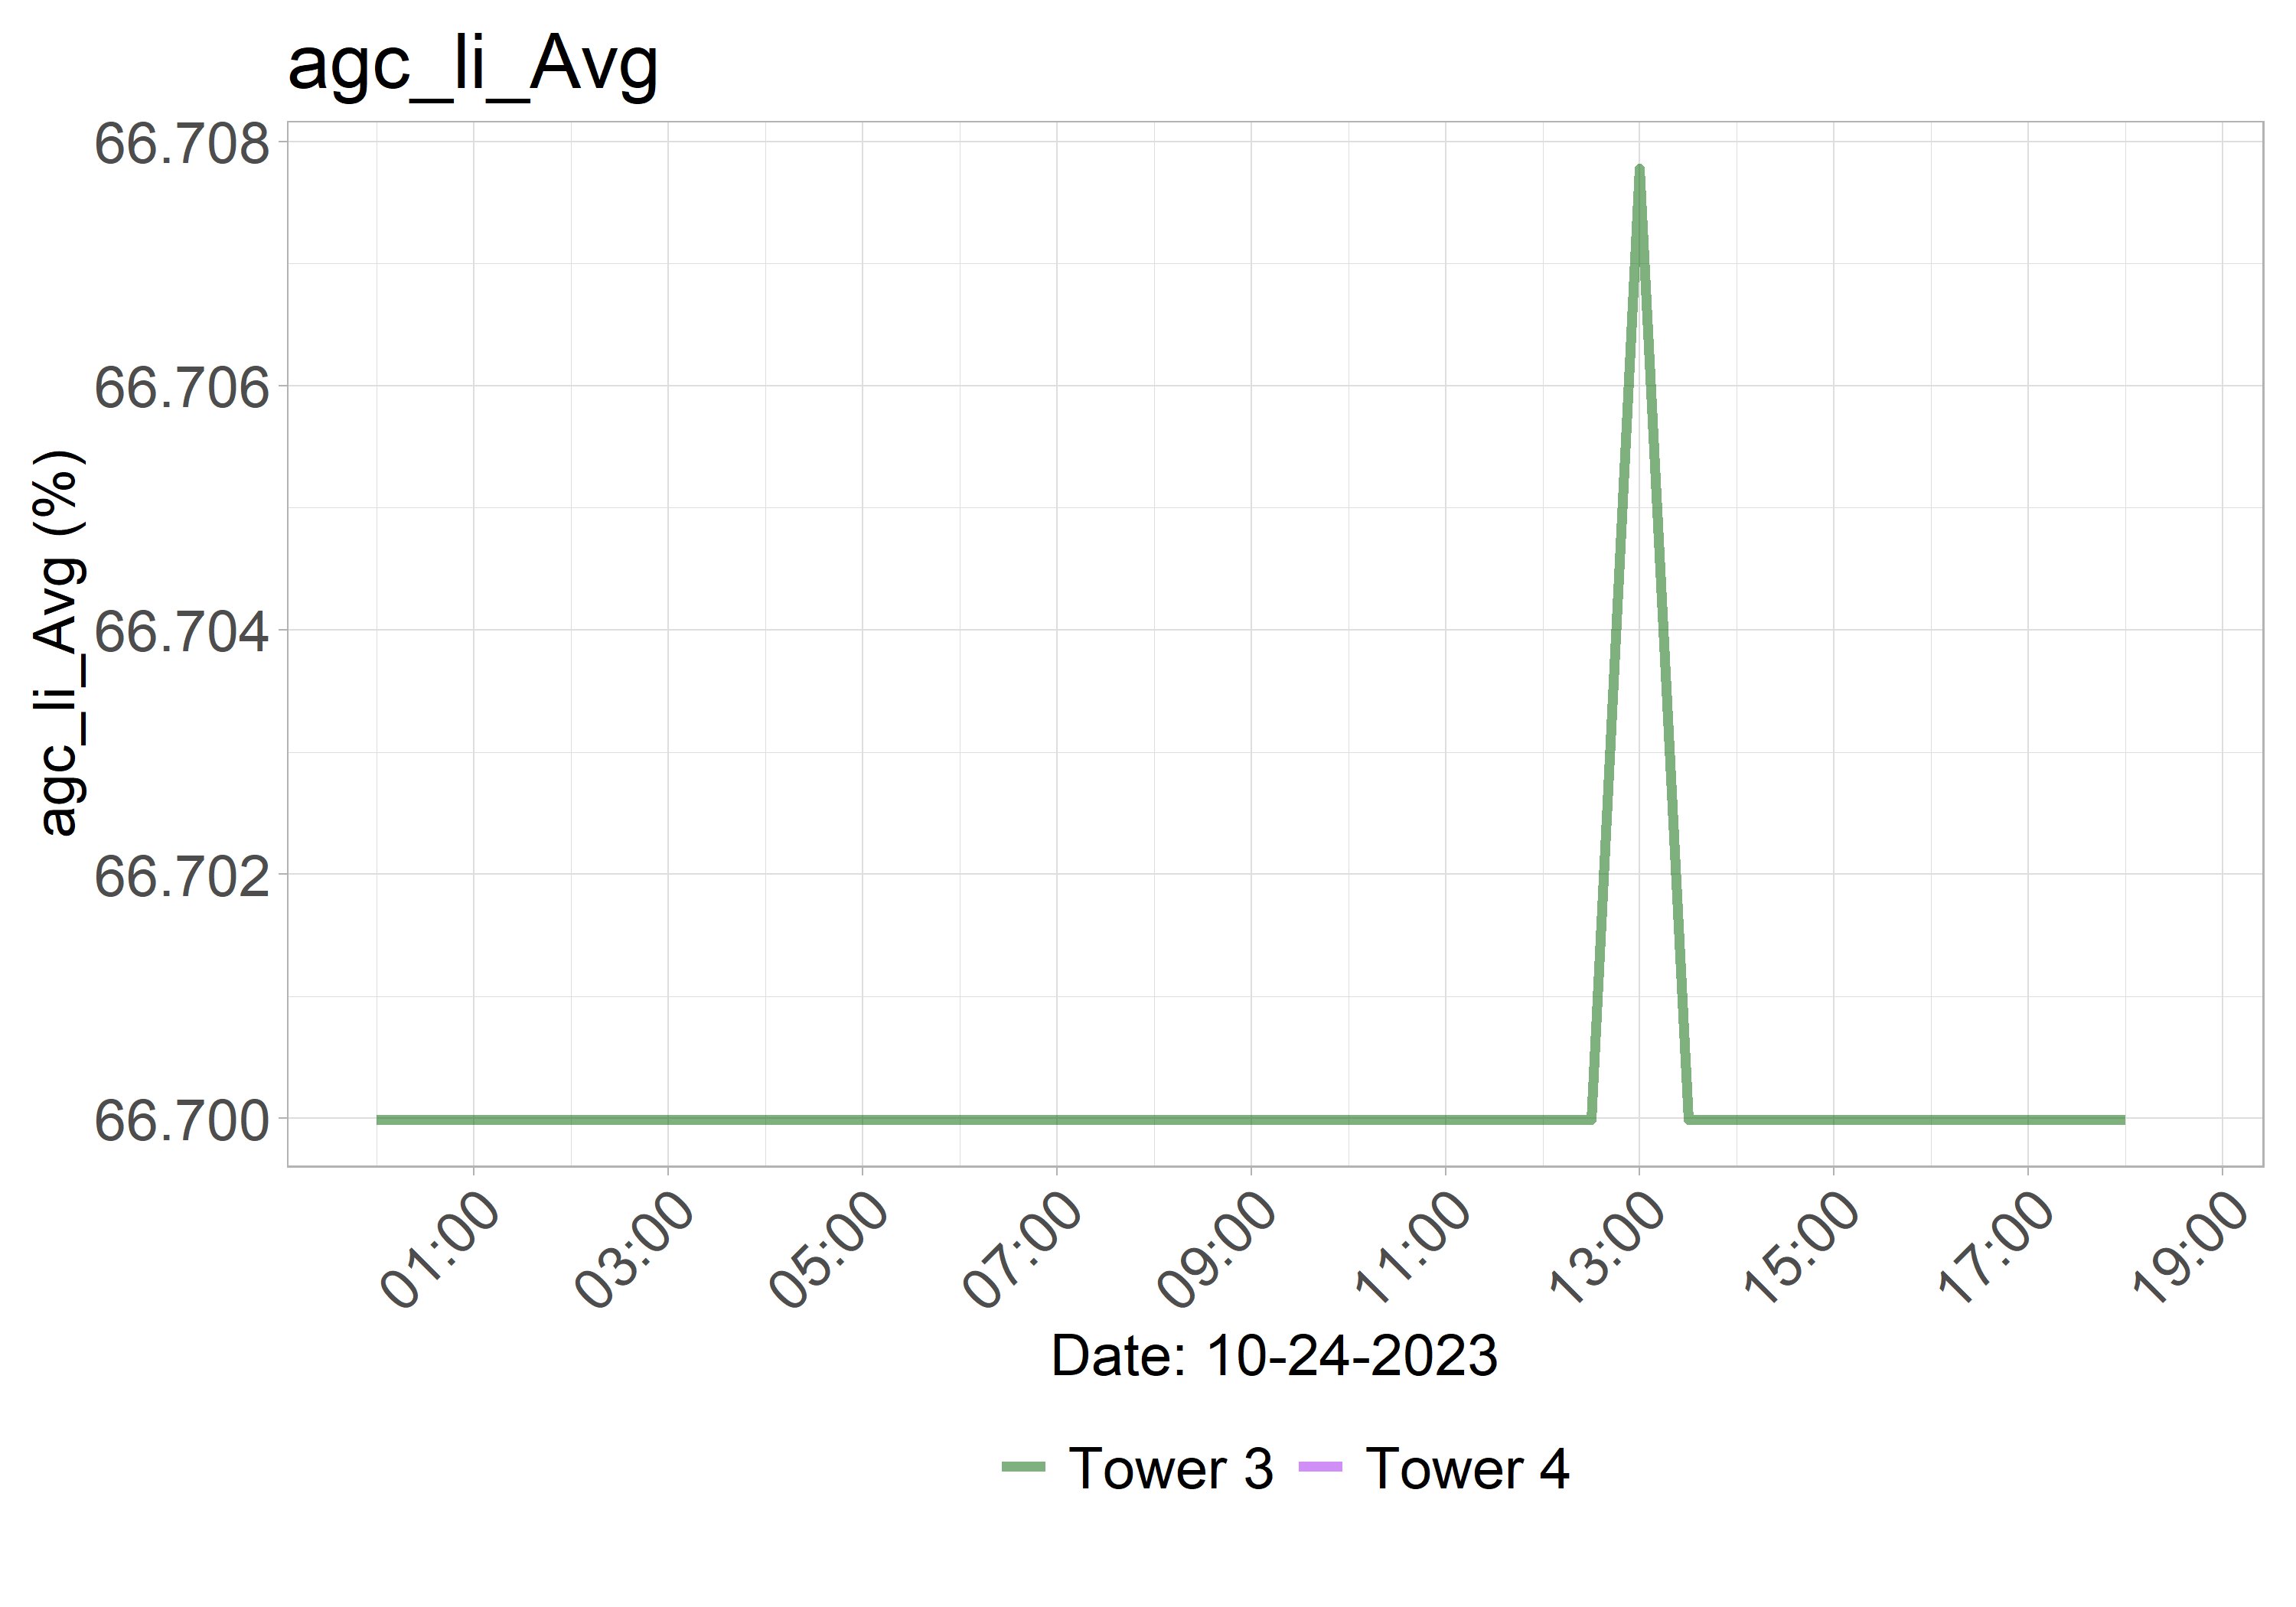 agc_li_Avg
66.708
66.706
66.704
66.702
66.700
agc_li_Avg (%)
01:00 03:00 05:00 07:00 09:00 11:00 13:00 15:00 17:00 19:00
Date: 10-24-2023
Tower 3 Tower 4